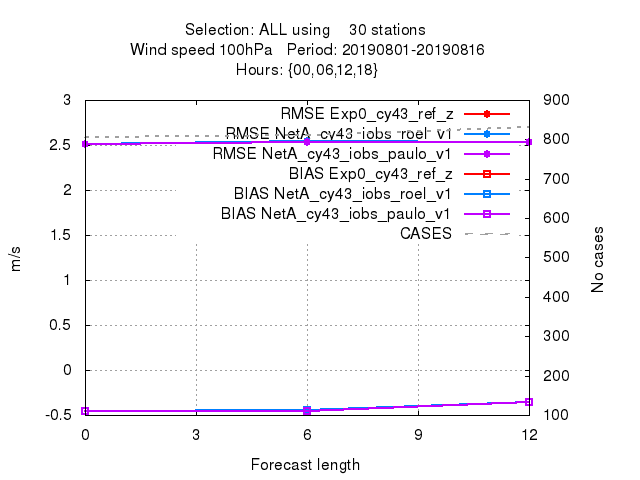 Selection: ALL using 30 stations
Wind speed 100hPa Period: 20190801-20190816
Hours: {00,06,12,18}
3
2.5
2
1.5
1
0.5
0
-0.5
m/s
RMSE Exp0_cy43_ref_z
RMSE NetA_cy43_iobs_roel_v1
RMSE NetA_cy43_iobs_paulo_v1
BIAS Exp0_cy43_ref_z
BIAS NetA_cy43_iobs_roel_v1
BIAS NetA_cy43_iobs_paulo_v1
CASES
900
800
700
600
500
400
300
200
100
No cases
0 3 6 9 12
Forecast length